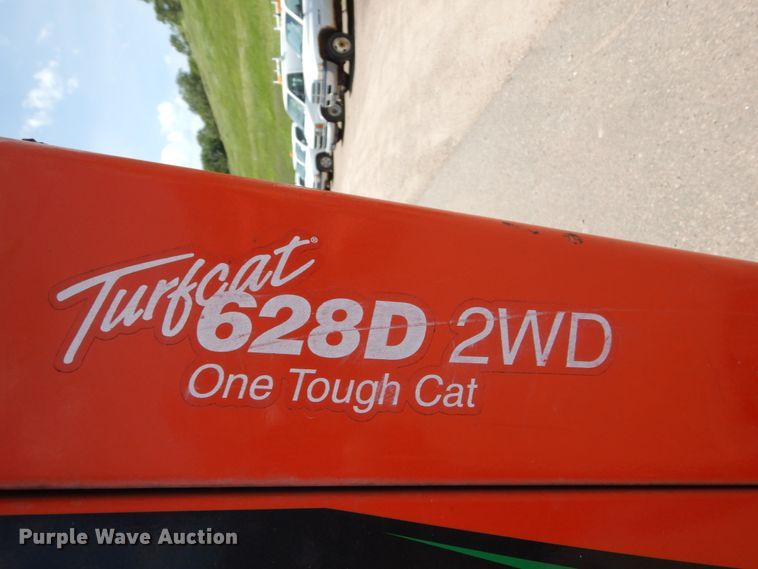 Turfcat®
628D 2WD
One Tough Cat
Purple Wave Auction